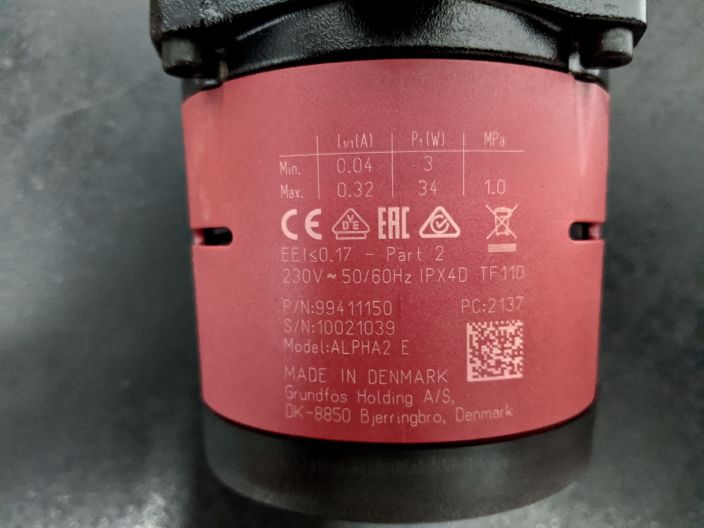 I₁/₁(A) P₁(W) MPa
Min. 0.04 3
Max. 0.32 34 1.0
CE VDE EAC
EEI≤0.17 - Part 2
230V ~ 50/60Hz IPX4D TF110
P/N:99411150 PC:2137
S/N:10021039
Model:ALPHA2 E
MADE IN DENMARK
Grundfos Holding A/S,
DK-8850 Bjerringbro, Denmark